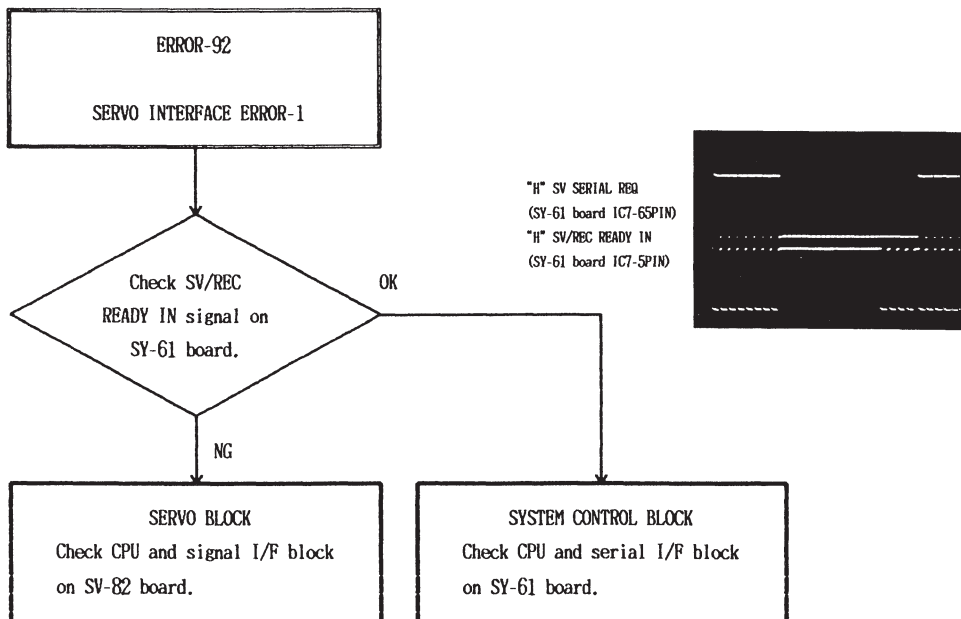 ERROR-92
SERVO INTERFACE ERROR-1
"H" SV SERIAL REQ
(SY-61 board IC7-65PIN)
"H" SV/REC READY IN
(SY-61 board IC7-5PIN)
Check SV/REC
READY IN signal on
SY-61 board.
OK
NG
SERVO BLOCK
Check CPU and signal I/F block
on SV-82 board.
SYSTEM CONTROL BLOCK
Check CPU and serial I/F block
on SY-61 board.